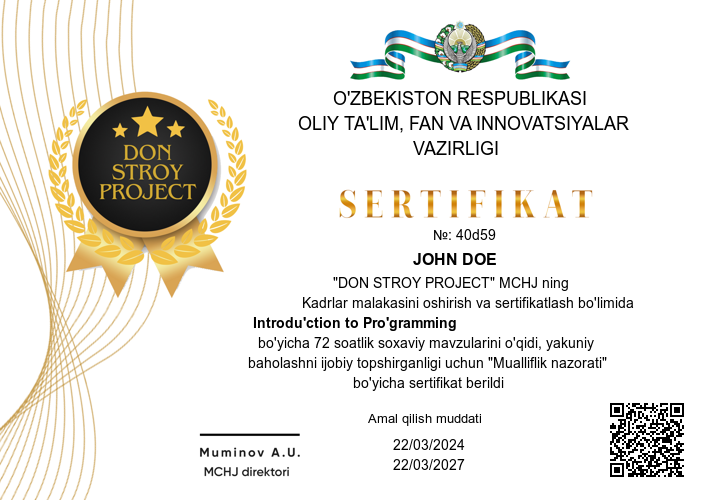 O'ZBEKISTON RESPUBLIKASI
OLIY TA'LIM, FAN VA INNOVATSIYALAR
VAZIRLIGI
DON
STROY
PROJECT
SERTIFIKAT
№: 40d59
JOHN DOE
"DON STROY PROJECT" MCHJ ning
Kadrlar malakasini oshirish va sertifikatlash bo'limida
Introdu'ction to Pro'gramming
bo'yicha 72 soatlik soxaviy mavzularini o'qidi, yakuniy
baholashni ijobiy topshirganligi uchun "Mualliflik nazorati"
bo'yicha sertifikat berildi
Amal qilish muddati
22/03/2024
22/03/2027
Muminov A.U.
MCHJ direktori